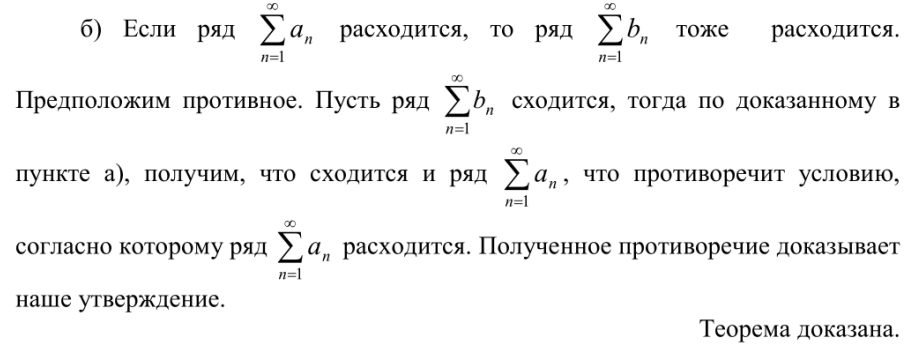 б) Если ряд $\sum_{n=1}^{\infty} a_n$ расходится, то ряд $\sum_{n=1}^{\infty} b_n$ тоже расходится.
Предположим противное. Пусть ряд $\sum_{n=1}^{\infty} b_n$ сходится, тогда по доказанному в
пункте а), получим, что сходится и ряд $\sum_{n=1}^{\infty} a_n$, что противоречит условию,
согласно которому ряд $\sum_{n=1}^{\infty} a_n$ расходится. Полученное противоречие доказывает
наше утверждение.
Теорема доказана.